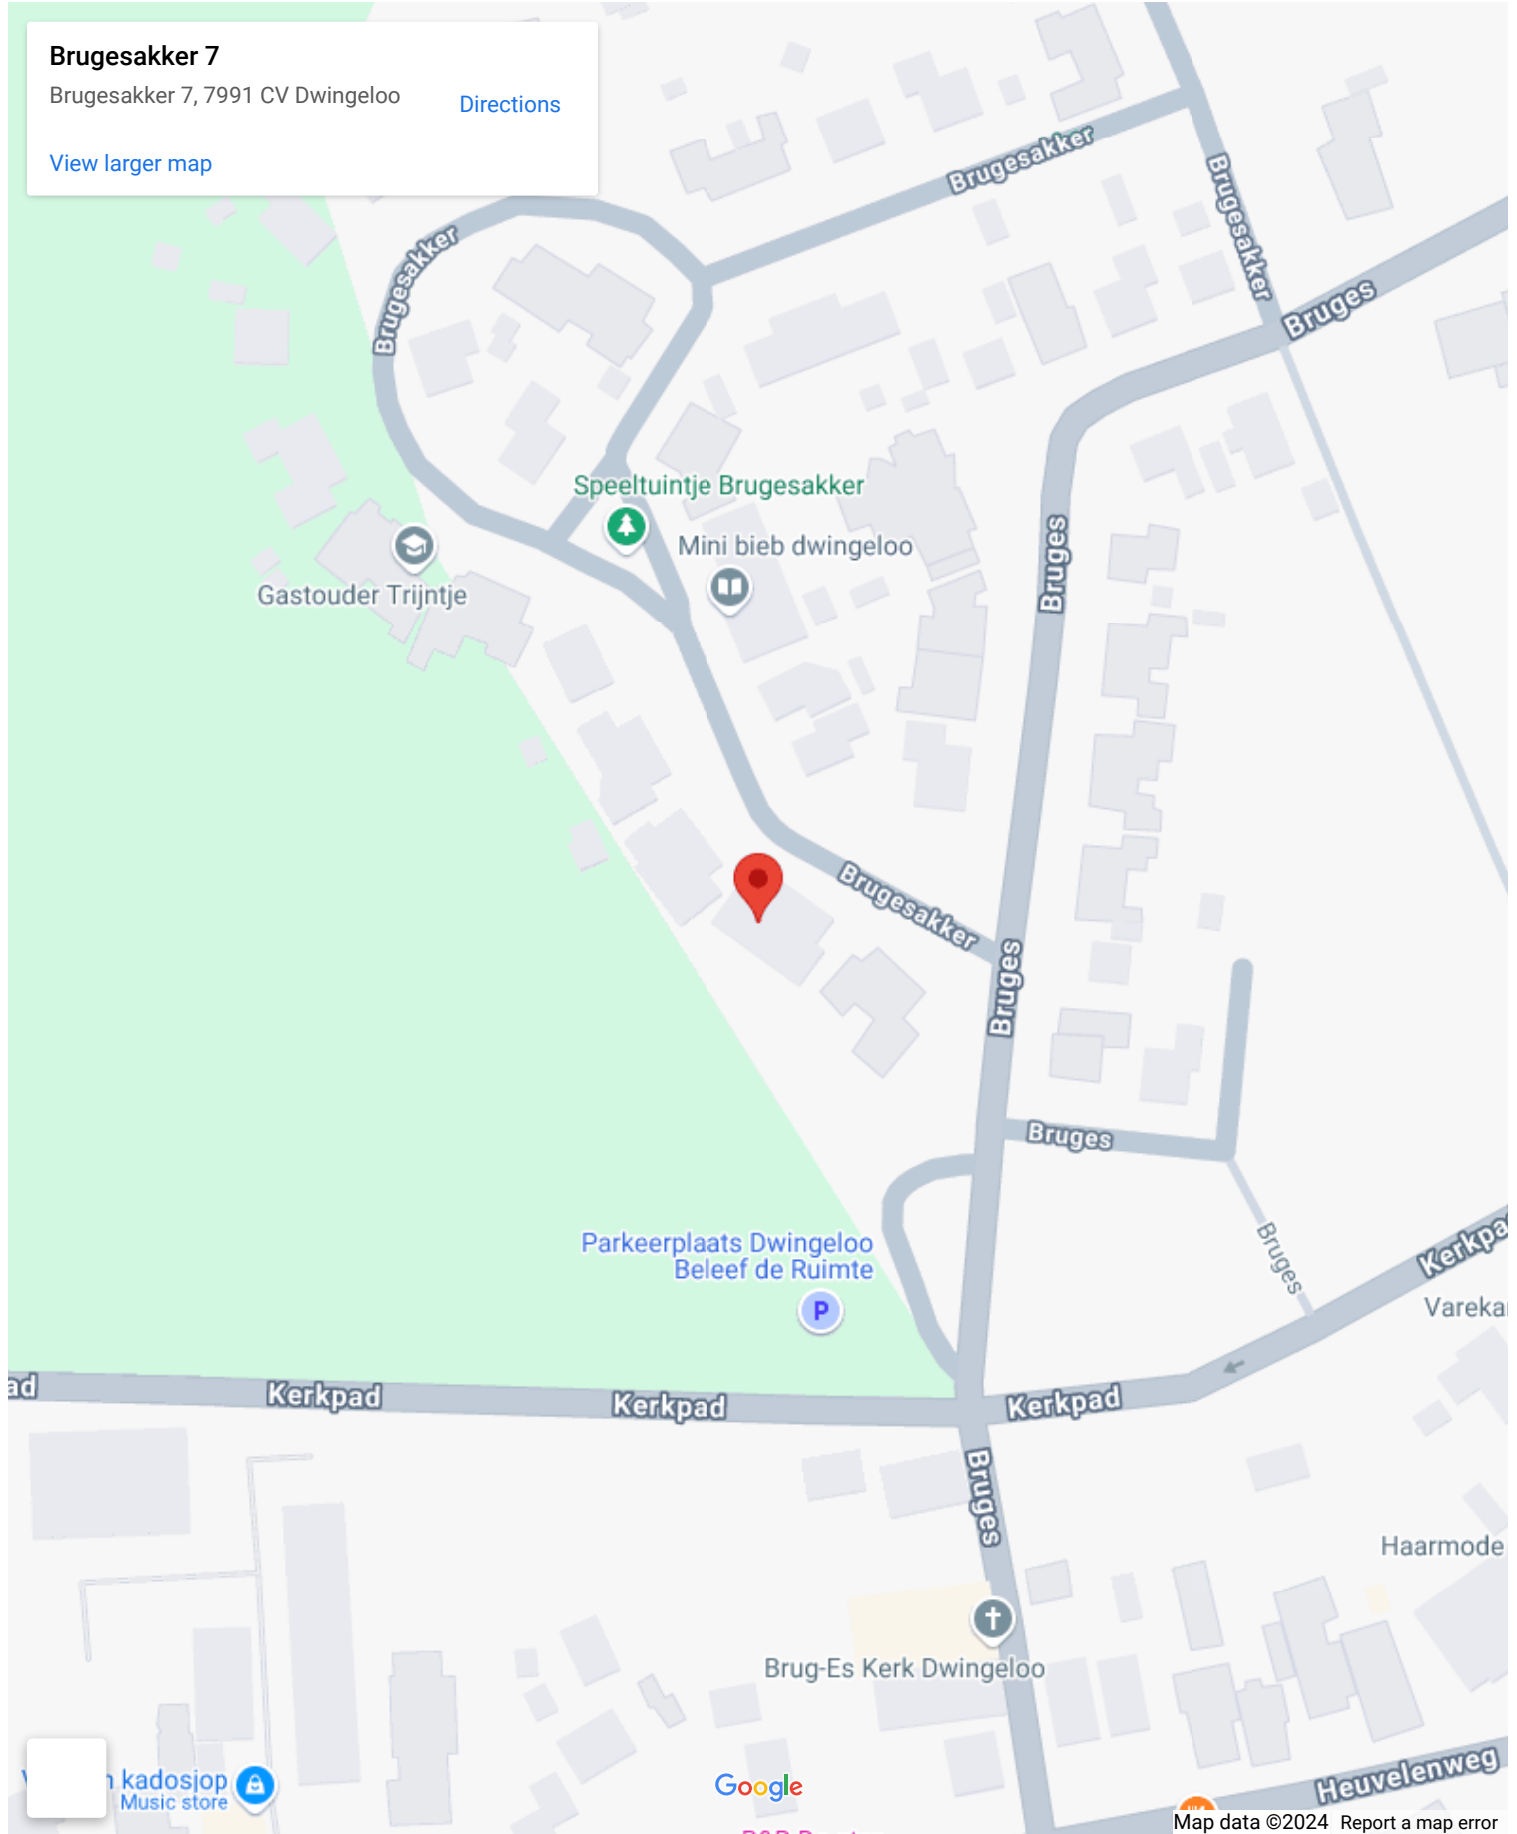 Brugesakker 7
Brugesakker 7, 7991 CV Dwingeloo
Directions
View larger map
Brugesakker
Brugesakker
Brugesakker
Bruges
Speeltuintje Brugesakker
Mini bieb dwingeloo
Bruges
Gastouder Trijntje
Brugesakker
Bruges
Bruges
Bruges
Parkeerplaats Dwingeloo
Beleef de Ruimte
P
Kerkpa
Vareka
ad
Kerkpad
Kerkpad
Kerkpad
Bruges
Haarmode
Brug-Es Kerk Dwingeloo
kadosjop
Music store
Google
Heuvelenweg
Map data ©2024
Report a map error